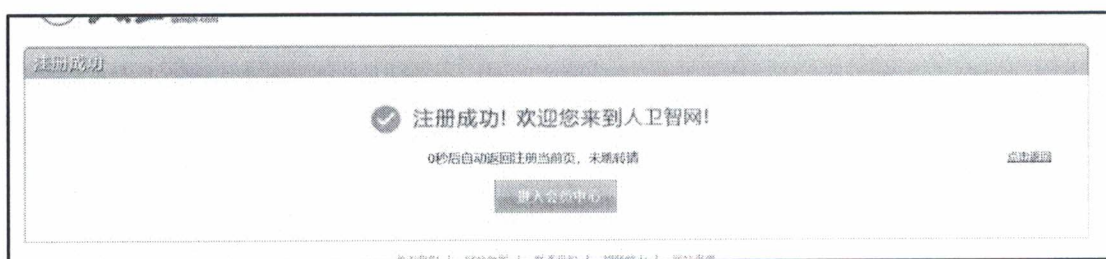 注册成功
注册成功! 欢迎您来到人卫智网!
0秒后自动返回注册当前页，未跳转请
点击返回
进入会员中心